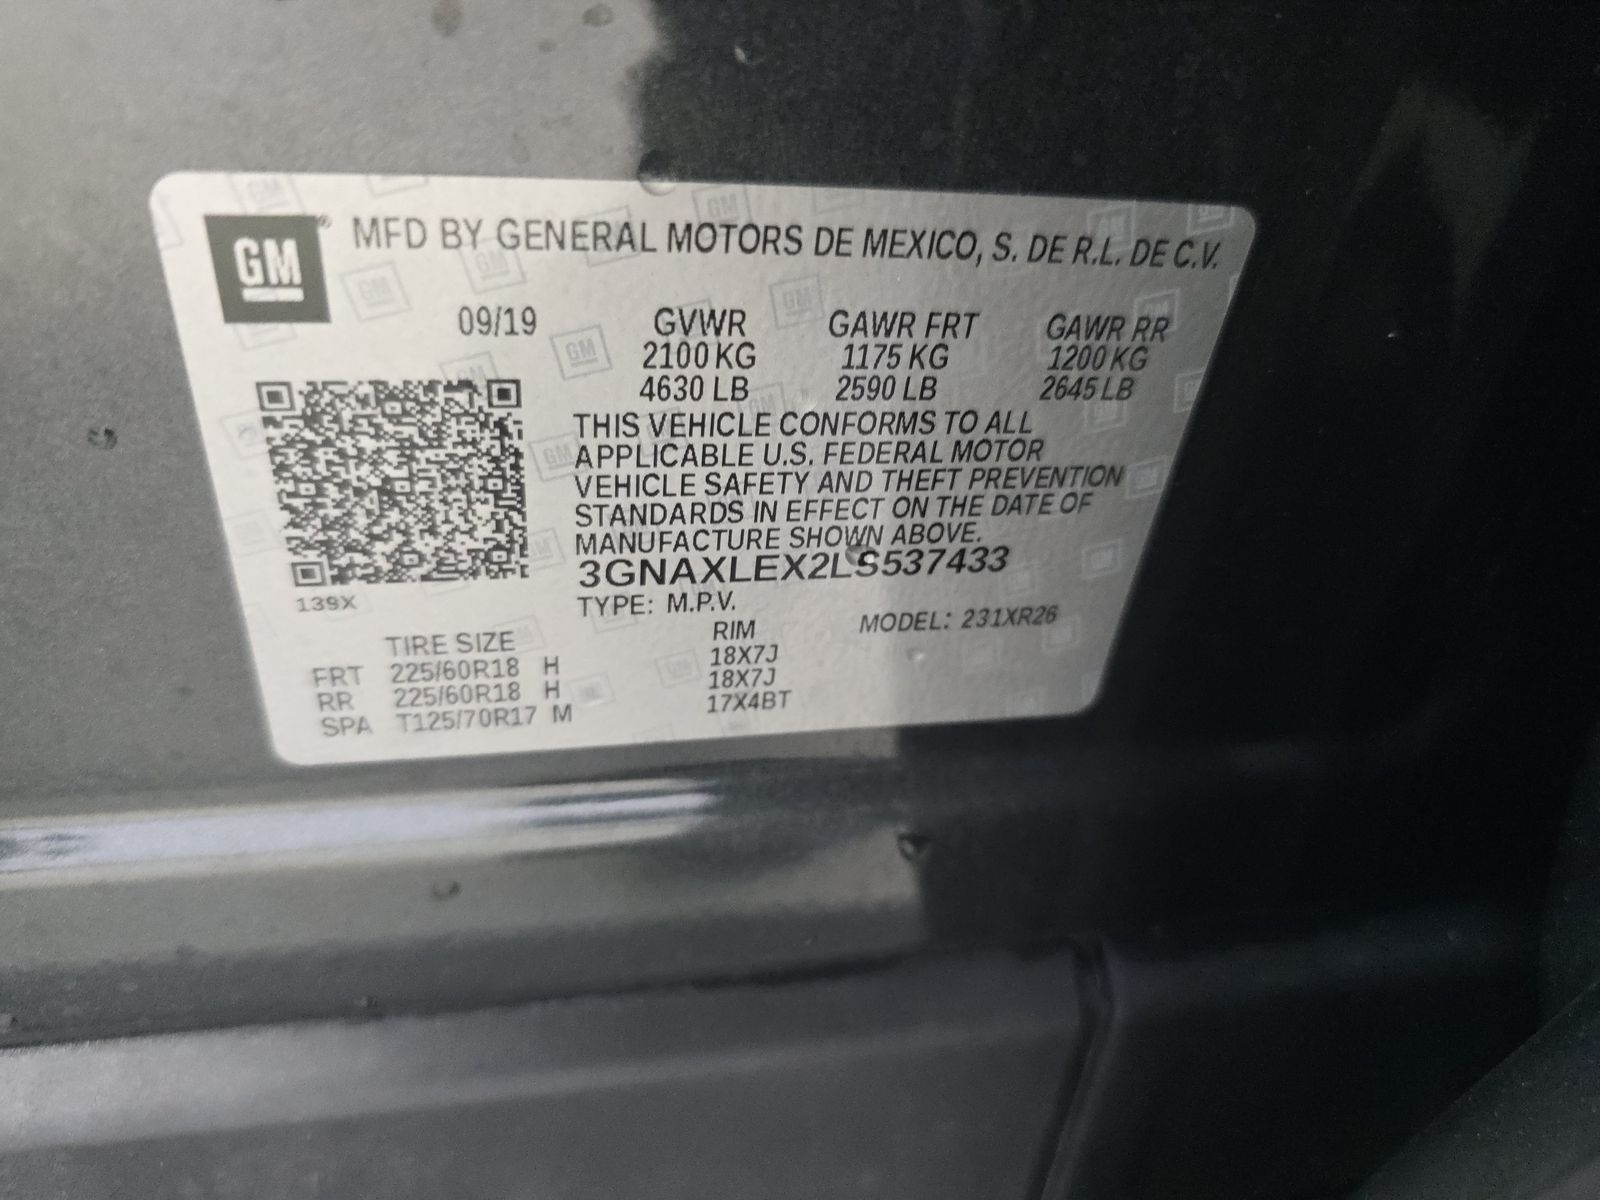 GM® MFD BY GENERAL MOTORS DE MEXICO, S. DE R.L. DE C.V.
09/19 GVWR GAWR FRT GAWR RR
2100 KG 1175 KG 1200 KG
4630 LB 2590 LB 2645 LB
THIS VEHICLE CONFORMS TO ALL
APPLICABLE U.S. FEDERAL MOTOR
VEHICLE SAFETY AND THEFT PREVENTION
STANDARDS IN EFFECT ON THE DATE OF
MANUFACTURE SHOWN ABOVE.
3GNAXLEX2LS537433
139X TYPE: M.P.V. MODEL: 231XR26
TIRE SIZE RIM
FRT 225/60R18 H 18X7J
RR 225/60R18 H 18X7J
SPA T125/70R17 M 17X4BT